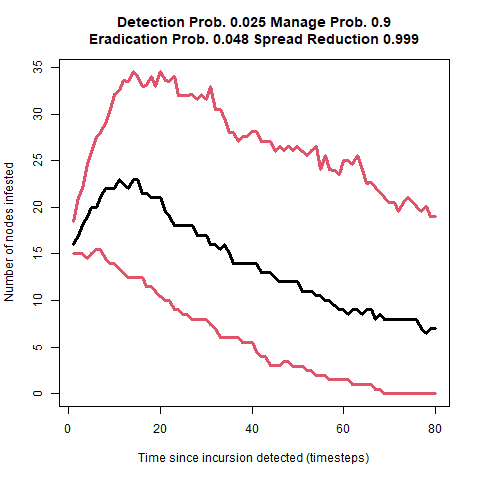 Detection Prob. 0.025 Manage Prob. 0.9
Eradication Prob. 0.048 Spread Reduction 0.999
Number of nodes infested
35
30
25
20
15
10
5
0
0 20 40 60 80
Time since incursion detected (timesteps)